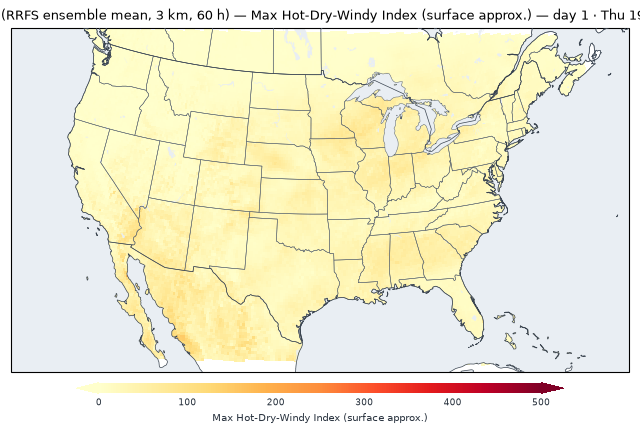 (RRFS ensemble mean, 3 km, 60 h) — Max Hot-Dry-Windy Index (surface approx.) — day 1 · Thu 19
0 100 200 300 400 500
Max Hot-Dry-Windy Index (surface approx.)